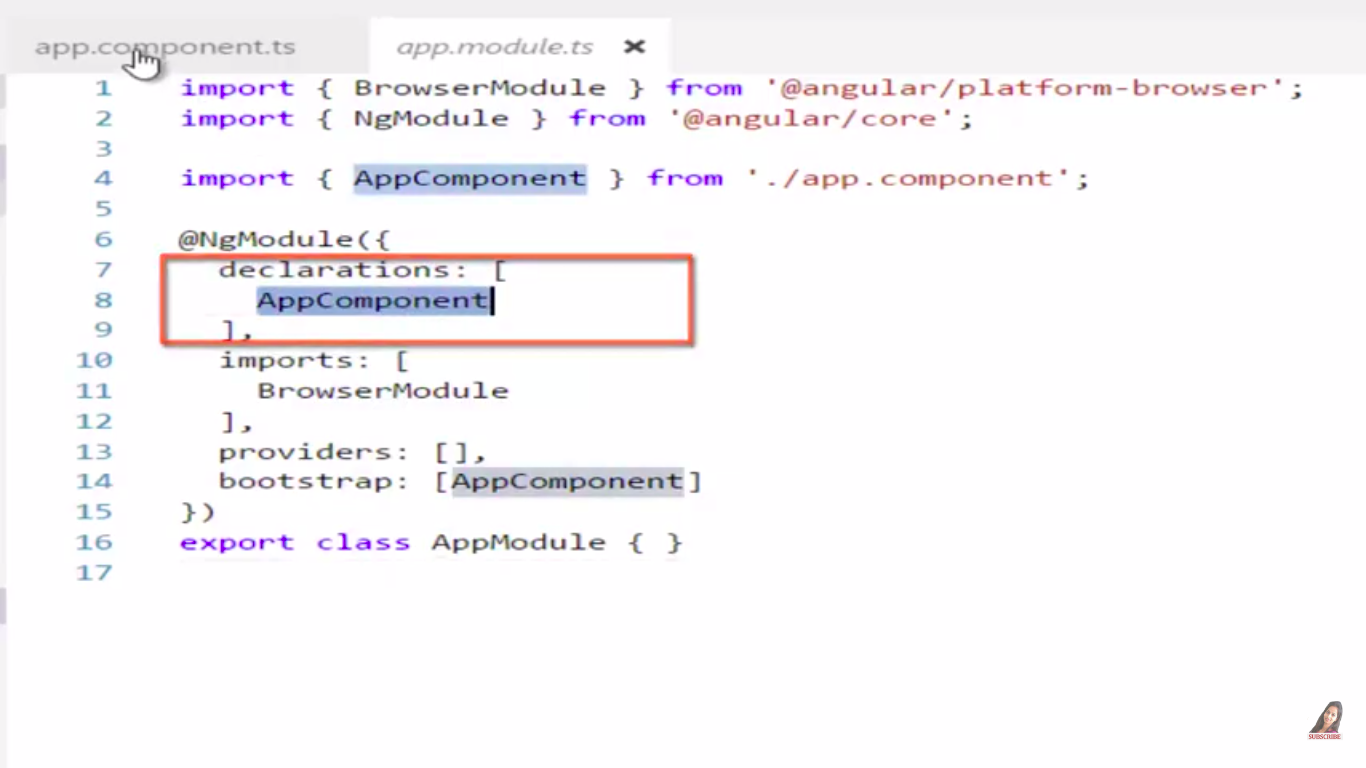 app.component.ts
app.module.ts ×
1 import { BrowserModule } from '@angular/platform-browser';
2 import { NgModule } from '@angular/core';
3
4 import { AppComponent } from './app.component';
5
6 @NgModule({
7 declarations: [
8 AppComponent
9 ],
10 imports: [
11 BrowserModule
12 ],
13 providers: [],
14 bootstrap: [AppComponent]
15 })
16 export class AppModule { }
17
SUBSCRIBE